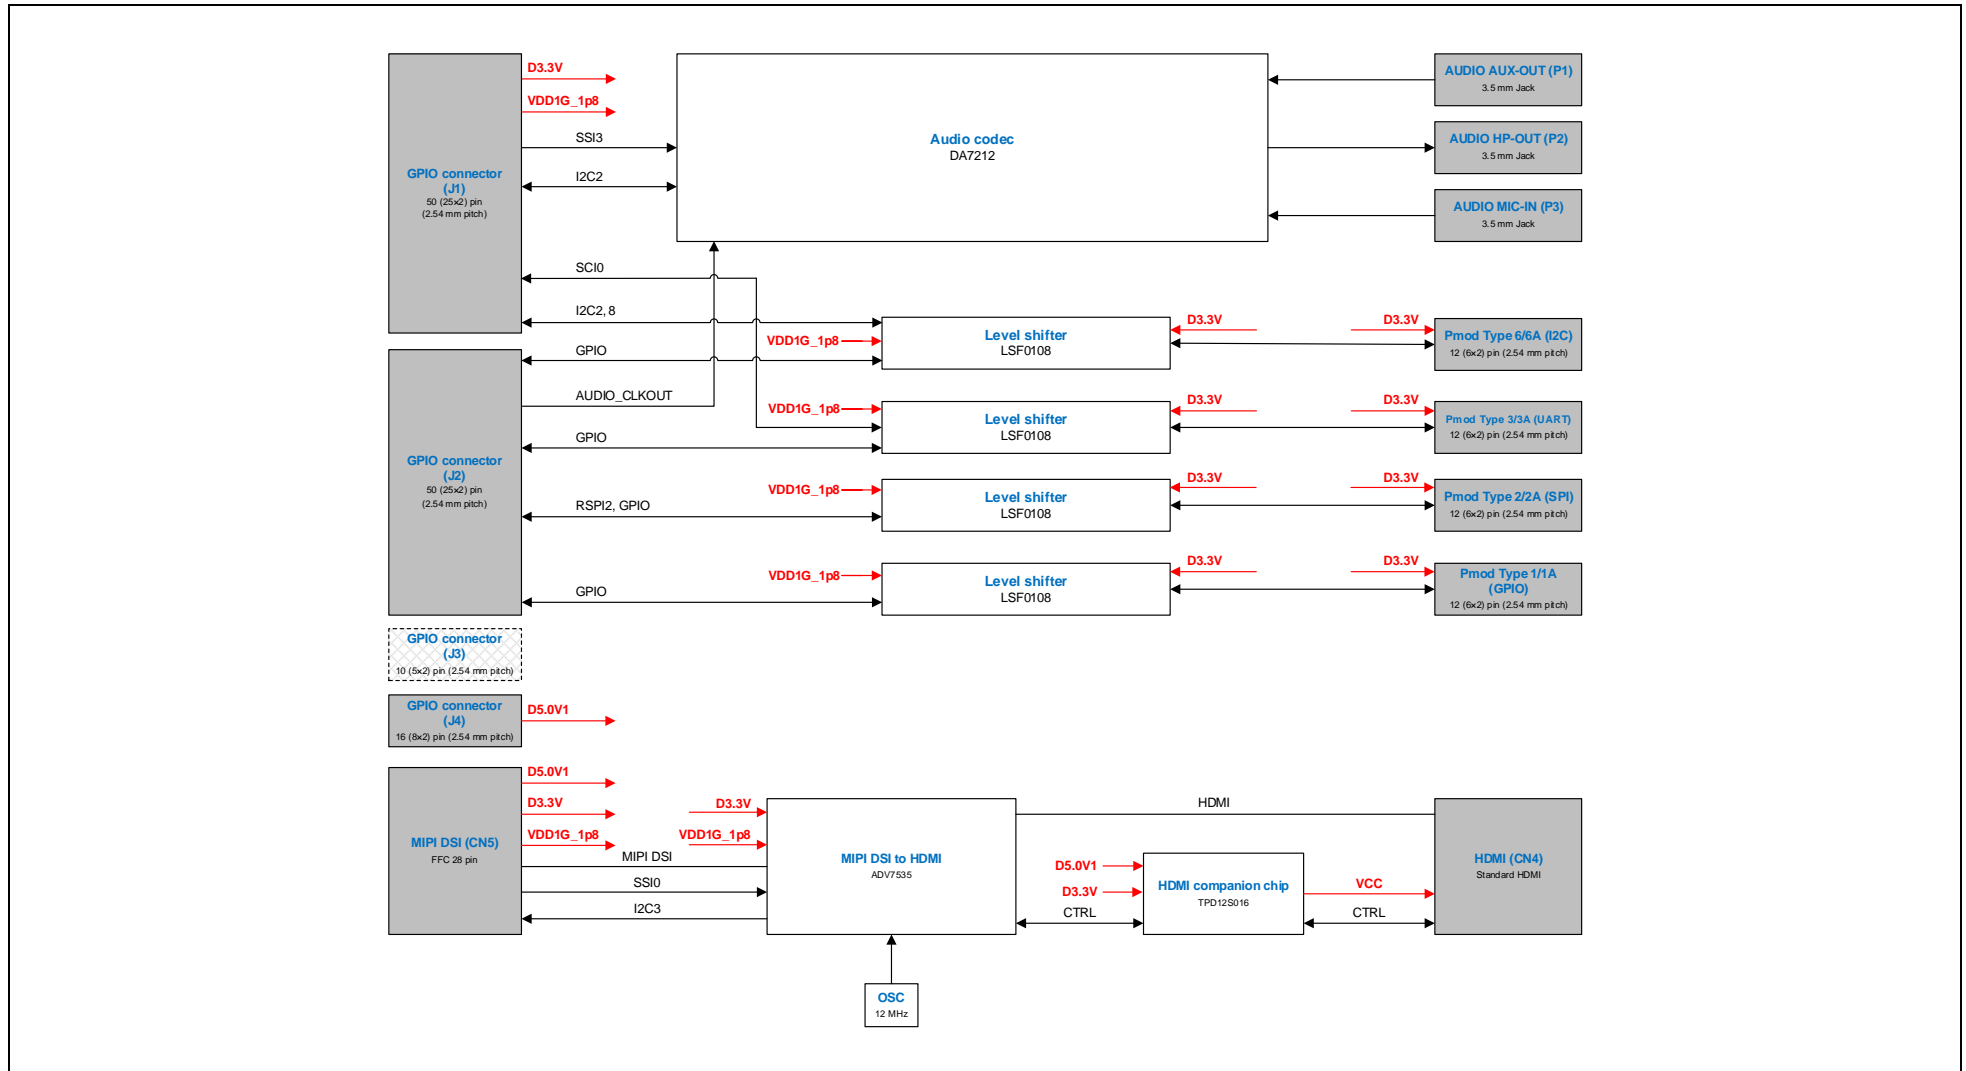 D3.3V
VDD1G_1p8
SSI3
I2C2
GPIO connector
(J1)
50 (25x2) pin
(2.54 mm pitch)
SCI0
I2C2, 8
Audio codec
DA7212
AUDIO AUX-OUT (P1)
3.5 mm Jack
AUDIO HP-OUT (P2)
3.5 mm Jack
AUDIO MIC-IN (P3)
3.5 mm Jack
GPIO
AUDIO_CLKOUT
GPIO
GPIO connector
(J2)
50 (25x2) pin
(2.54 mm pitch)
RSPI2, GPIO
GPIO
VDD1G_1p8
Level shifter
LSF0108
D3.3V
D3.3V
Pmod Type 6/6A (I2C)
12 (6x2) pin (2.54 mm pitch)
VDD1G_1p8
Level shifter
LSF0108
D3.3V
D3.3V
Pmod Type 3/3A (UART)
12 (6x2) pin (2.54 mm pitch)
VDD1G_1p8
Level shifter
LSF0108
D3.3V
D3.3V
Pmod Type 2/2A (SPI)
12 (6x2) pin (2.54 mm pitch)
VDD1G_1p8
Level shifter
LSF0108
D3.3V
D3.3V
Pmod Type 1/1A
(GPIO)
12 (6x2) pin (2.54 mm pitch)
GPIO connector
(J3)
10 (5x2) pin (2.54 mm pitch)
GPIO connector
(J4)
16 (8x2) pin (2.54 mm pitch)
D5.0V1
MIPI DSI (CN5)
FFC 28 pin
D5.0V1
D3.3V
VDD1G_1p8
MIPI DSI
SSI0
I2C3
D3.3V
VDD1G_1p8
MIPI DSI to HDMI
ADV7535
HDMI
D5.0V1
D3.3V
CTRL
HDMI companion chip
TPD12S016
VCC
CTRL
HDMI (CN4)
Standard HDMI
OSC
12 MHz